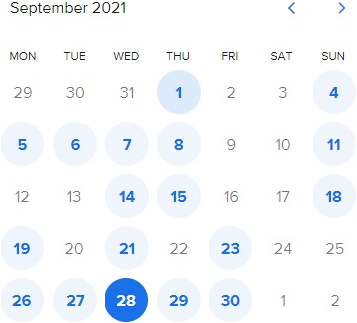 September 2021
MON TUE WED THU FRI SAT SUN
29 30 31 1 2 3 4
5 6 7 8 9 10 11
12 13 14 15 16 17 18
19 20 21 22 23 24 25
26 27 28 29 30 1 2